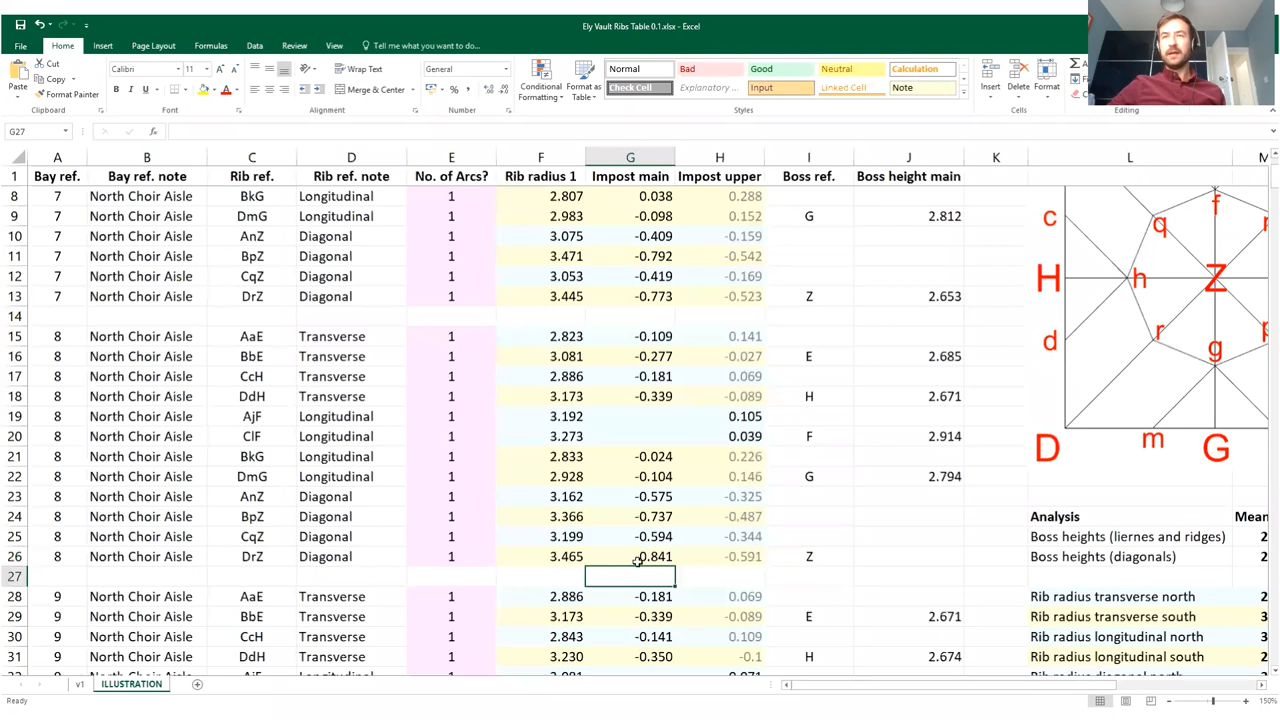 Ely Vault Ribs Table 0.1.xlsx - Excel
File Home Insert Page Layout Formulas Data Review View Tell me what you want to do...
Cut
Copy
Format Painter
Paste
Calibri 11
B I U
Wrap Text
Merge & Center
General
Conditional Formatting
Format as Table
Normal Bad Good Neutral Calculation
Check Cell Explanatory ... Input Linked Cell Note
Insert Delete Format
Clipboard Font Alignment Number Styles Cells Editing
G27
A B C D E F G H I J K L M
1 Bay ref. Bay ref. note Rib ref. Rib ref. note No. of Arcs? Rib radius 1 Impost main Impost upper Boss ref. Boss height main
8 7 North Choir Aisle BkG Longitudinal 1 2.807 0.038 0.288
9 7 North Choir Aisle DmG Longitudinal 1 2.983 -0.098 0.152 G 2.812
10 7 North Choir Aisle AnZ Diagonal 1 3.075 -0.409 -0.159
11 7 North Choir Aisle BpZ Diagonal 1 3.471 -0.792 -0.542
12 7 North Choir Aisle CqZ Diagonal 1 3.053 -0.419 -0.169
13 7 North Choir Aisle DrZ Diagonal 1 3.445 -0.773 -0.523 Z 2.653
14
15 8 North Choir Aisle AaE Transverse 1 2.823 -0.109 0.141
16 8 North Choir Aisle BbE Transverse 1 3.081 -0.277 -0.027 E 2.685
17 8 North Choir Aisle CcH Transverse 1 2.886 -0.181 0.069
18 8 North Choir Aisle DdH Transverse 1 3.173 -0.339 -0.089 H 2.671
19 8 North Choir Aisle AjF Longitudinal 1 3.192 0.105
20 8 North Choir Aisle ClF Longitudinal 1 3.273 0.039 F 2.914
21 8 North Choir Aisle BkG Longitudinal 1 2.833 -0.024 0.226
22 8 North Choir Aisle DmG Longitudinal 1 2.928 -0.104 0.146 G 2.794
23 8 North Choir Aisle AnZ Diagonal 1 3.162 -0.575 -0.325
24 8 North Choir Aisle BpZ Diagonal 1 3.366 -0.737 -0.487
25 8 North Choir Aisle CqZ Diagonal 1 3.199 -0.594 -0.344
26 8 North Choir Aisle DrZ Diagonal 1 3.465 -0.841 -0.591 Z
27
28 9 North Choir Aisle AaE Transverse 1 2.886 -0.181 0.069
29 9 North Choir Aisle BbE Transverse 1 3.173 -0.339 -0.089 E 2.671
30 9 North Choir Aisle CcH Transverse 1 2.843 -0.141 0.109
31 9 North Choir Aisle DdH Transverse 1 3.230 -0.350 -0.1 H 2.674
c q f
H h Z
d r g
D m G
Analysis Mean
Boss heights (liernes and ridges) 2
Boss heights (diagonals) 2
Rib radius transverse north
Rib radius transverse south 3
Rib radius longitudinal north 3
Rib radius longitudinal south 2
v1 ILLUSTRATION
Ready 150%